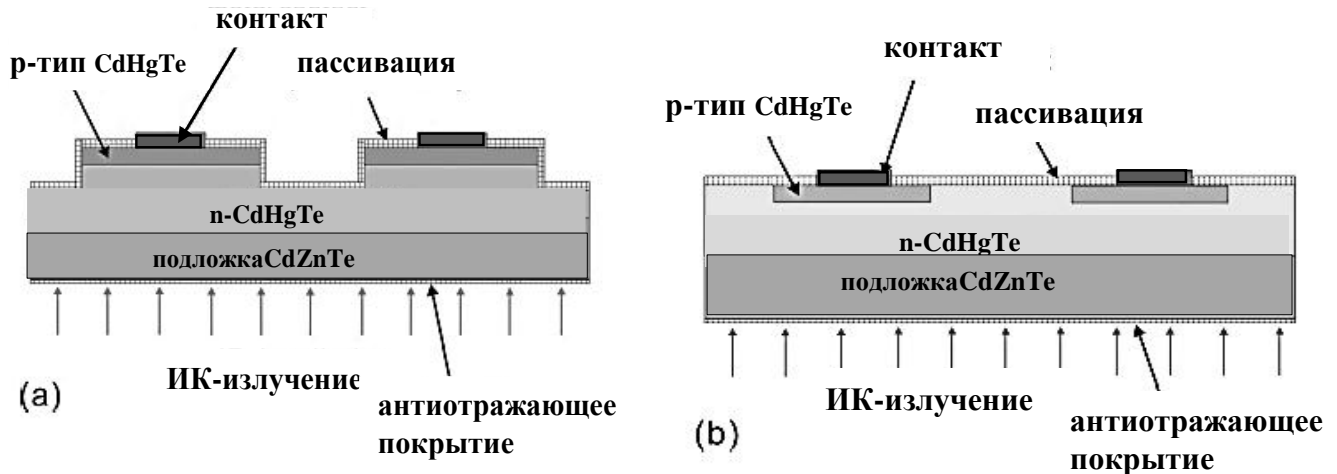 контакт
р-тип CdHgTe
пассивация
n-CdHgTe
подложкаCdZnTe
ИК-излучение
антиотражающее
покрытие
(a)
контакт
р-тип CdHgTe
пассивация
n-CdHgTe
подложкаCdZnTe
ИК-излучение
антиотражающее
покрытие
(b)